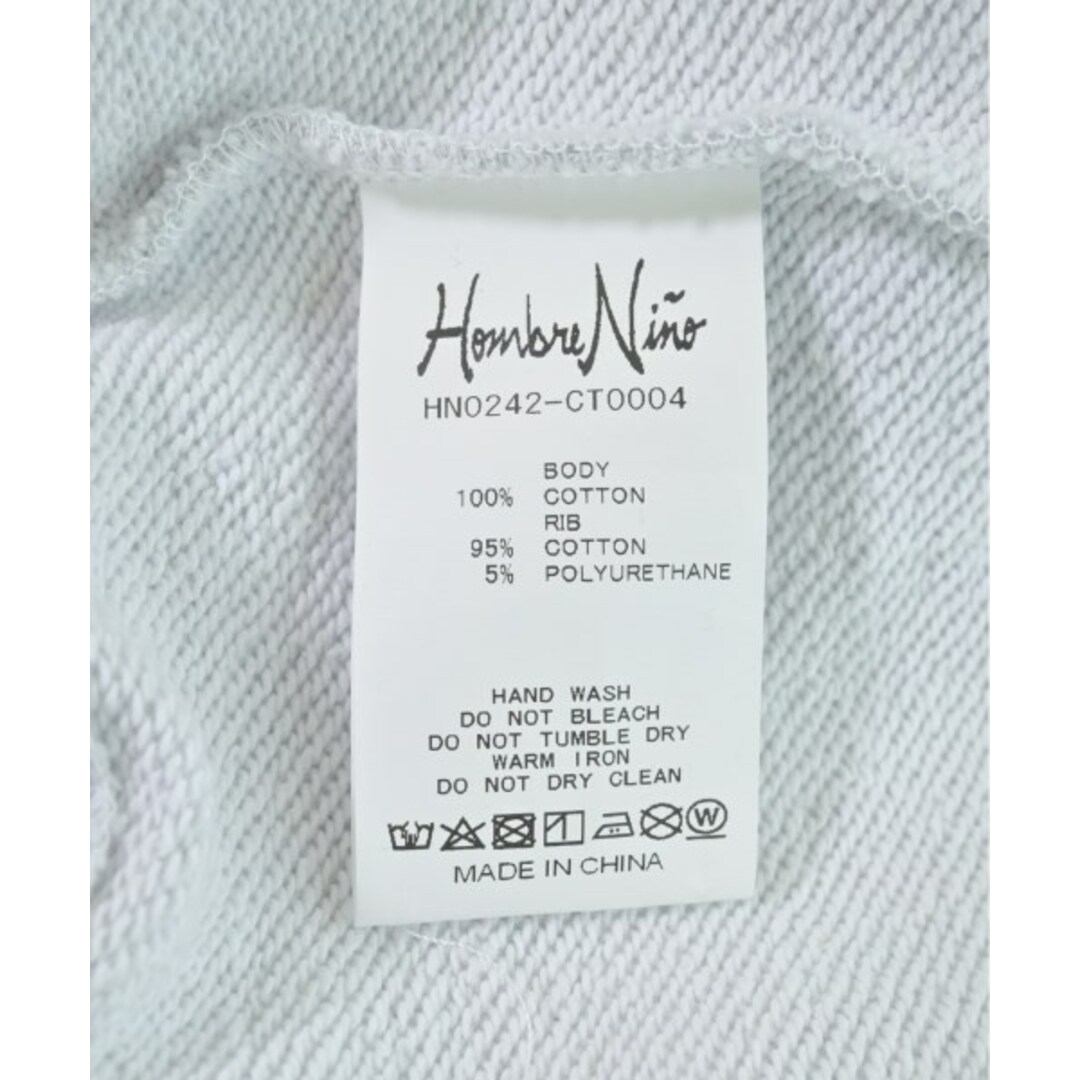 Hombre Niño
HN0242-CT0004
BODY
100% COTTON
RIB
95% COTTON
5% POLYURETHANE
HAND WASH
DO NOT BLEACH
DO NOT TUMBLE DRY
WARM IRON
DO NOT DRY CLEAN
W
MADE IN CHINA